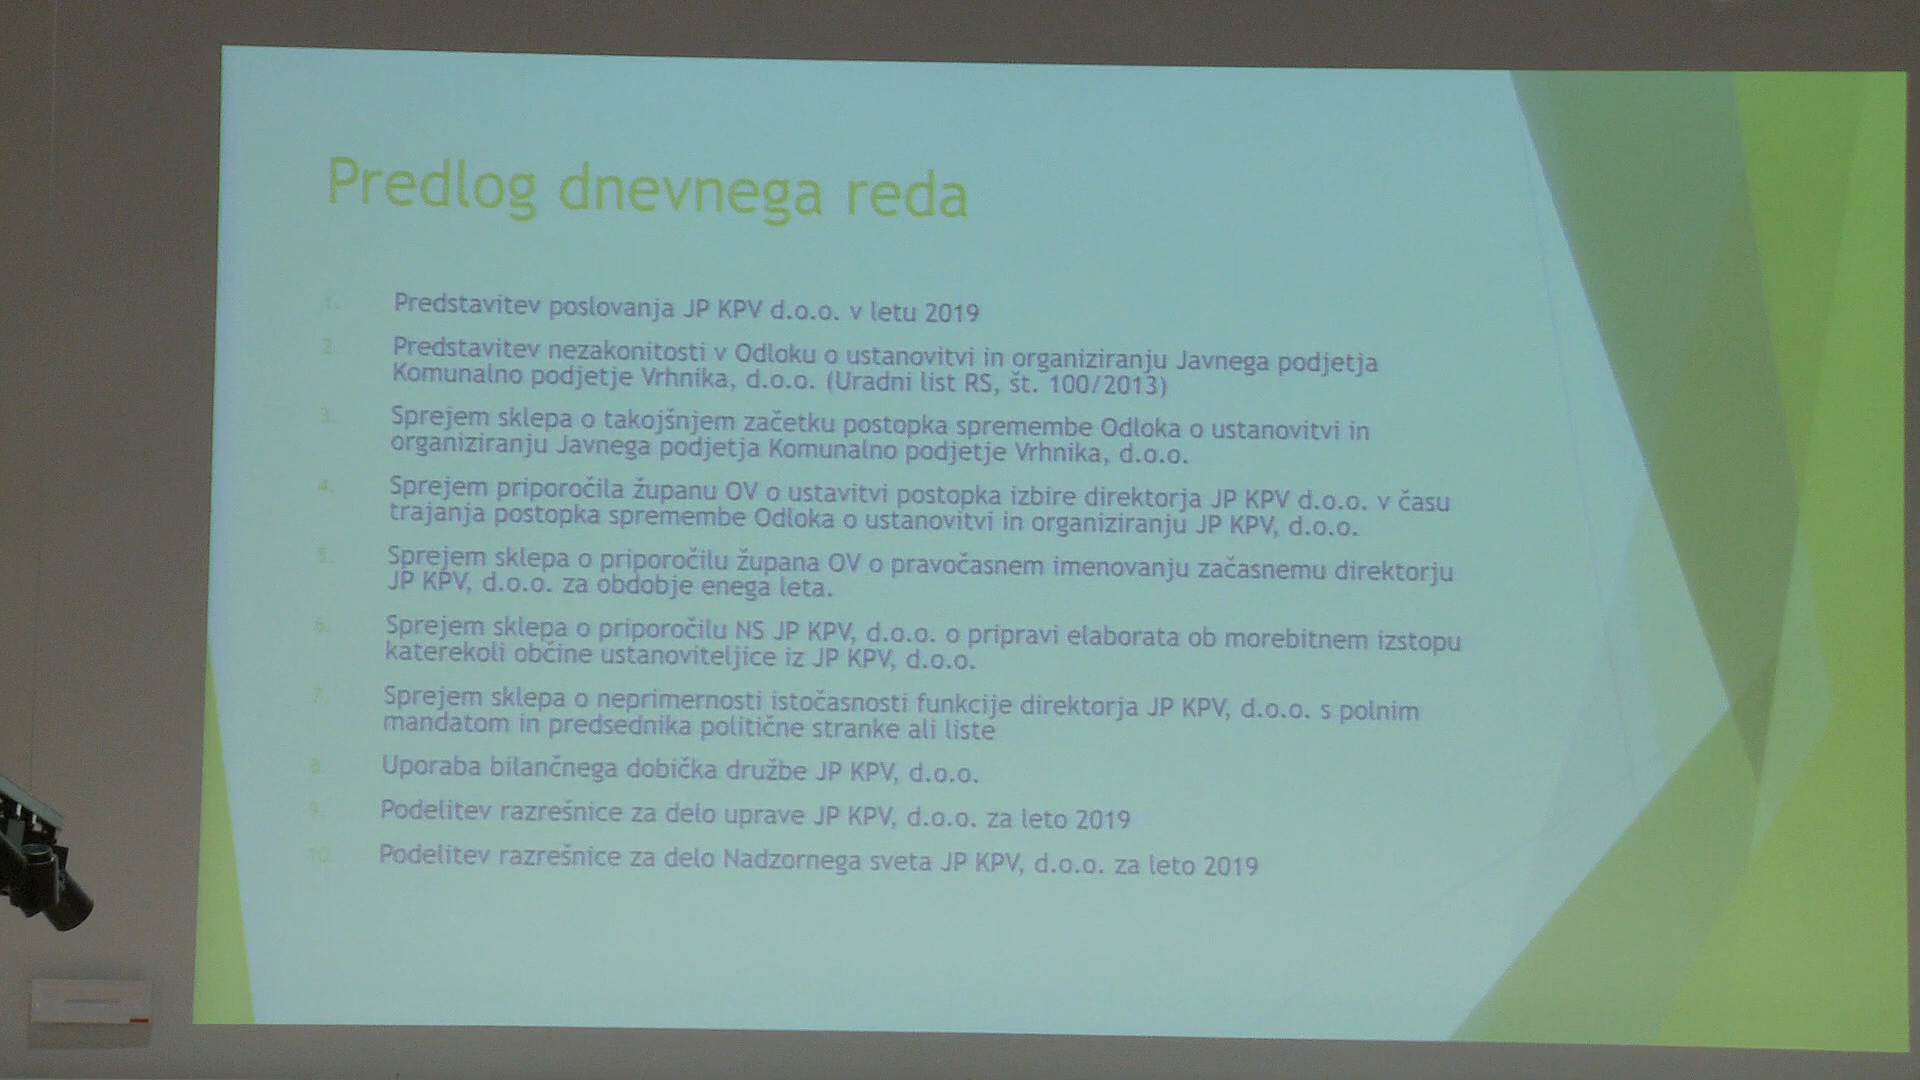 Predlog dnevnega reda
1. Predstavitev poslovanja JP KPV d.o.o. v letu 2019
2. Predstavitev nezakonitosti v Odloku o ustanovitvi in organiziranju Javnega podjetja
Komunalno podjetje Vrhnika, d.o.o. (Uradni list RS, št. 100/2013)
3. Sprejem sklepa o takojšnjem začetku postopka spremembe Odloka o ustanovitvi in
organiziranju Javnega podjetja Komunalno podjetje Vrhnika, d.o.o.
4. Sprejem priporočila županu OV o ustavitvi postopka izbire direktorja JP KPV d.o.o. v času
trajanja postopka spremembe Odloka o ustanovitvi in organiziranju JP KPV, d.o.o.
5. Sprejem sklepa o priporočilu župana OV o pravočasnem imenovanju začasnemu direktorju
JP KPV, d.o.o. za obdobje enega leta.
6. Sprejem sklepa o priporočilu NS JP KPV, d.o.o. o pripravi elaborata ob morebitnem izstopu
katerekoli občine ustanoviteljice iz JP KPV, d.o.o.
7. Sprejem sklepa o neprimernosti istočasnosti funkcije direktorja JP KPV, d.o.o. s polnim
mandatom in predsednika politične stranke ali liste
8. Uporaba bilančnega dobička družbe JP KPV, d.o.o.
9. Podelitev razrešnice za delo uprave JP KPV, d.o.o. za leto 2019
10. Podelitev razrešnice za delo Nadzornega sveta JP KPV, d.o.o. za leto 2019